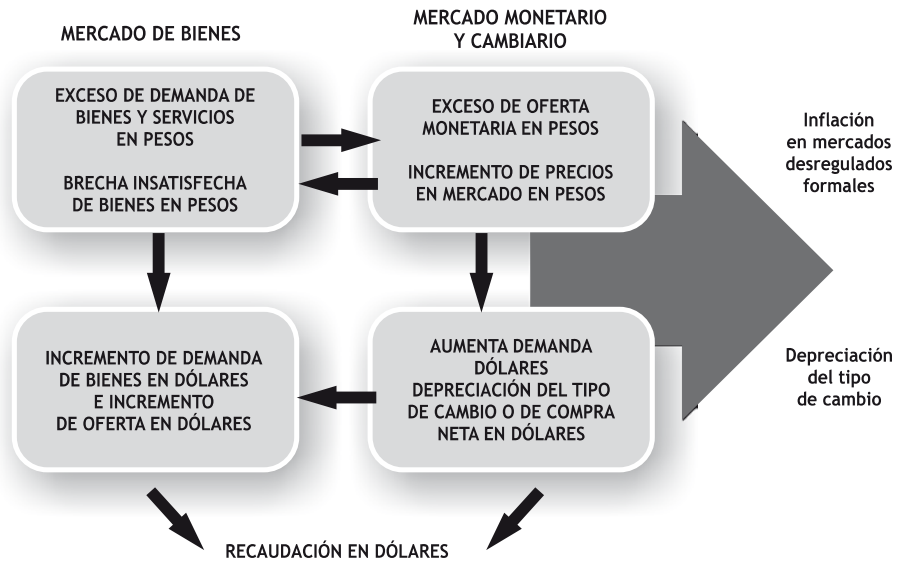 MERCADO DE BIENES
MERCADO MONETARIO
Y CAMBIARIO
EXCESO DE DEMANDA DE
BIENES Y SERVICIOS
EN PESOS
BRECHA INSATISFECHA
DE BIENES EN PESOS
EXCESO DE OFERTA
MONETARIA EN PESOS
INCREMENTO DE PRECIOS
EN MERCADO EN PESOS
Inflación
en mercados
desregulados
formales
INCREMENTO DE DEMANDA
DE BIENES EN DÓLARES
E INCREMENTO
DE OFERTA EN DÓLARES
AUMENTA DEMANDA
DÓLARES
DEPRECIACIÓN DEL TIPO
DE CAMBIO O DE COMPRA
NETA EN DÓLARES
Depreciación
del tipo
de cambio
RECAUDACIÓN EN DÓLARES